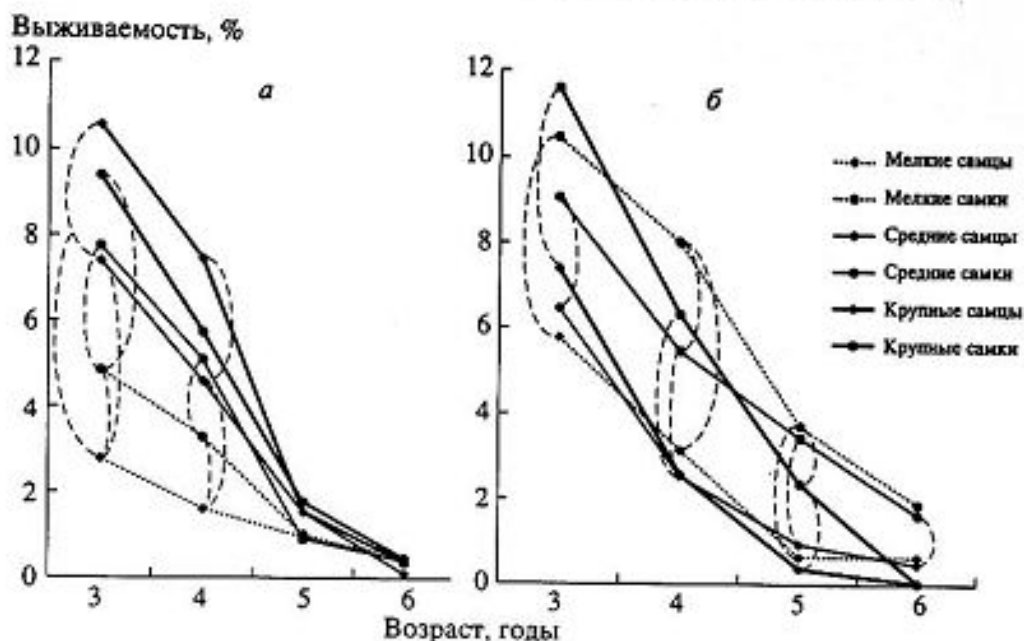 Выживаемость, %
12
10
8
6
4
2
0
а
3 4 5 6
12
10
8
6
4
2
0
б
3 4 5 6
Мелкие самцы
Мелкие самки
Средние самцы
Средние самки
Крупные самцы
Крупные самки
Возраст, годы